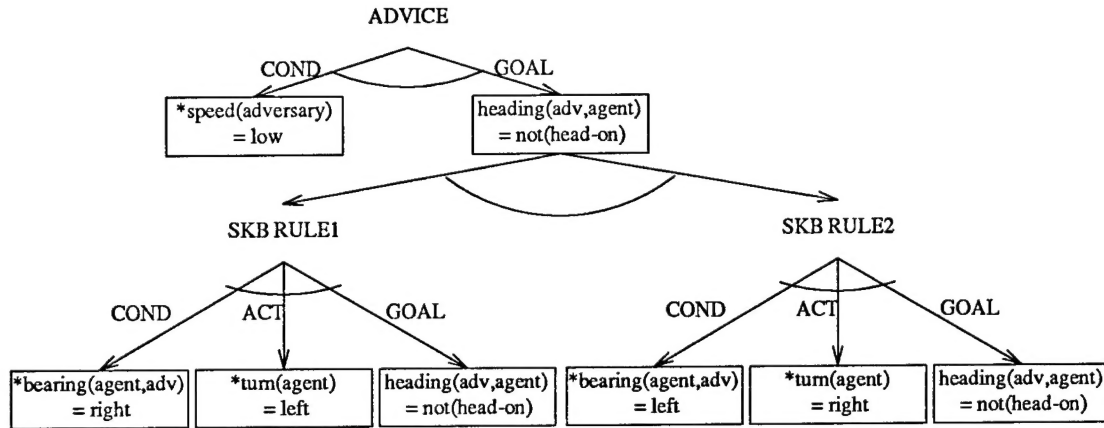 ADVICE
COND GOAL
*speed(adversary)
= low
heading(adv,agent)
= not(head-on)
SKB RULE1
SKB RULE2
COND ACT GOAL
COND ACT GOAL
*bearing(agent,adv)
= right
*turn(agent)
= left
heading(adv,agent)
= not(head-on)
*bearing(agent,adv)
= left
*turn(agent)
= right
heading(adv,agent)
= not(head-on)